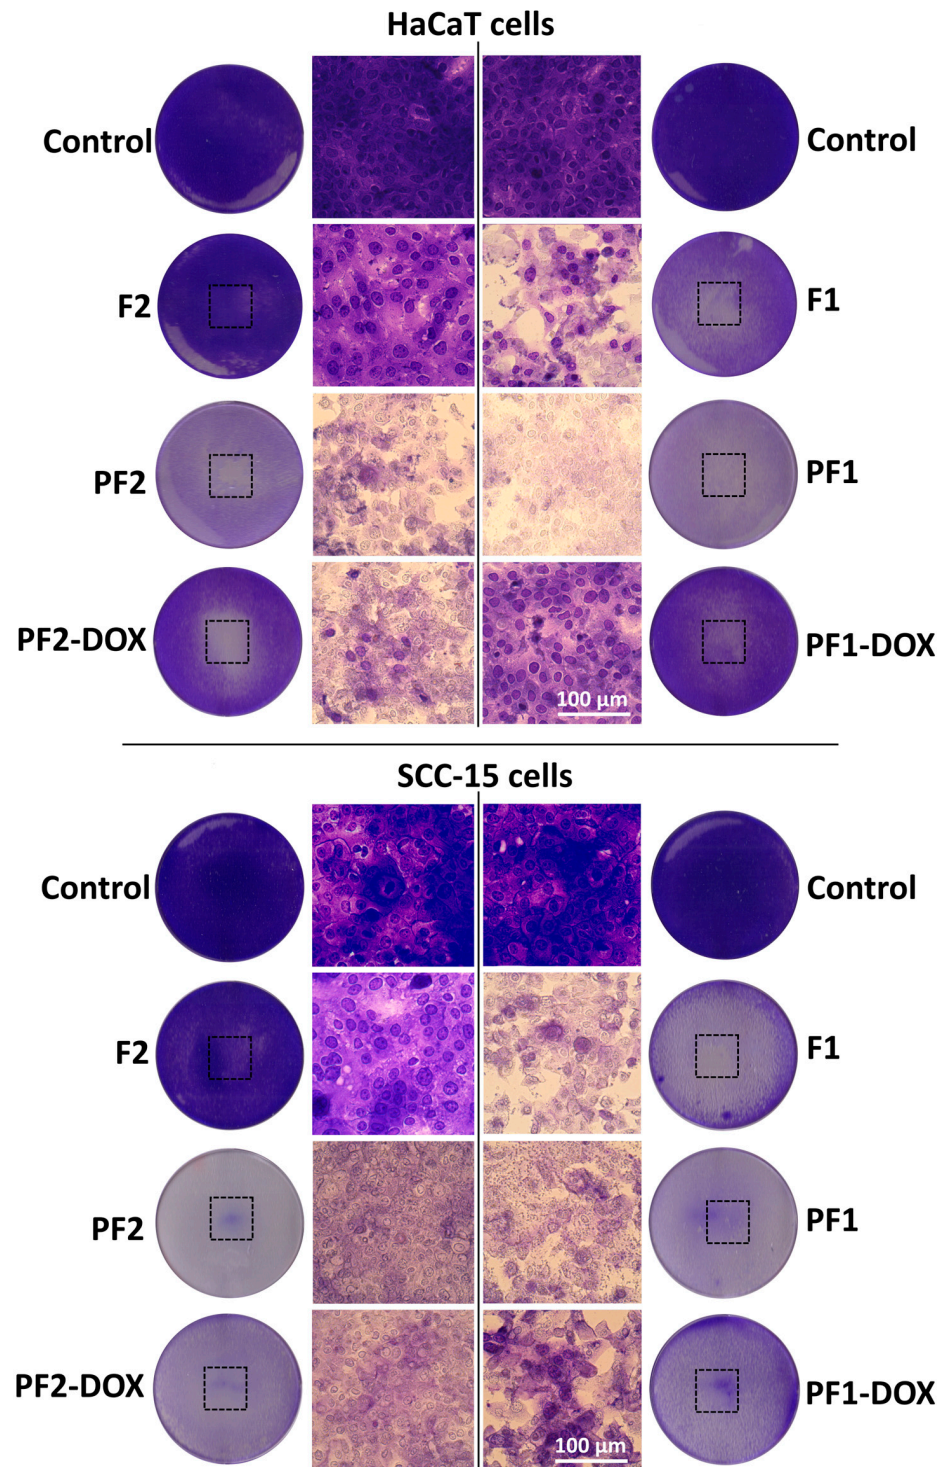 HaCaT cells
Control
Control
F2
F1
PF2
PF1
PF2-DOX
PF1-DOX
100 µm
SCC-15 cells
Control
Control
F2
F1
PF2
PF1
PF2-DOX
PF1-DOX
100 µm